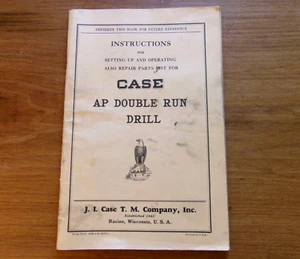 PRESERVE THIS BOOK FOR FUTURE REFERENCE
INSTRUCTIONS
FOR
SETTING UP AND OPERATING
ALSO REPAIR PARTS LIST FOR
CASE
AP DOUBLE RUN
DRILL
J. I. Case T. M. Company, Inc.
Established 1842
Racine, Wisconsin, U. S. A.